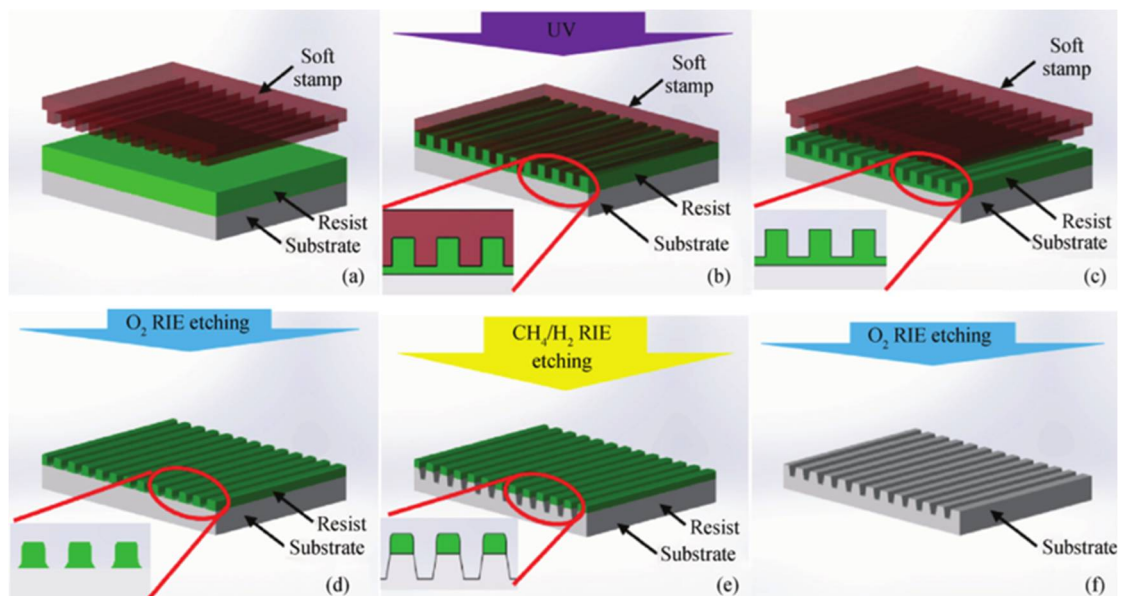 Soft
stamp
Resist
Substrate
(a)
UV
Soft
stamp
Resist
Substrate
(b)
Soft
stamp
Resist
Substrate
(c)
O₂ RIE etching
Resist
Substrate
(d)
CH₄/H₂ RIE
etching
Resist
Substrate
(e)
O₂ RIE etching
Substrate
(f)